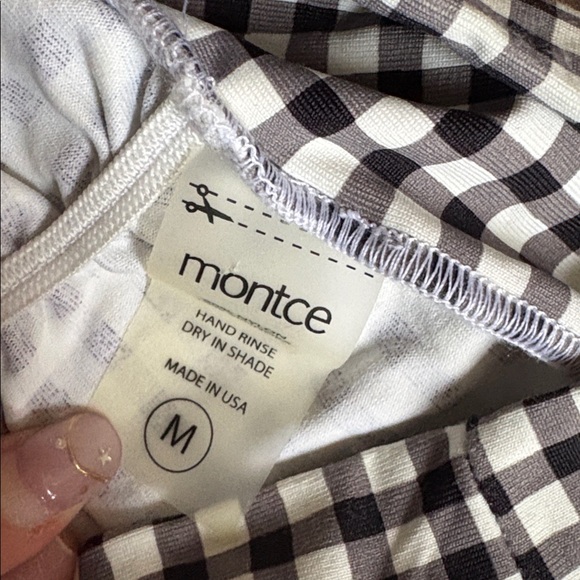 montce
HAND RINSE
DRY IN SHADE
MADE IN USA
M